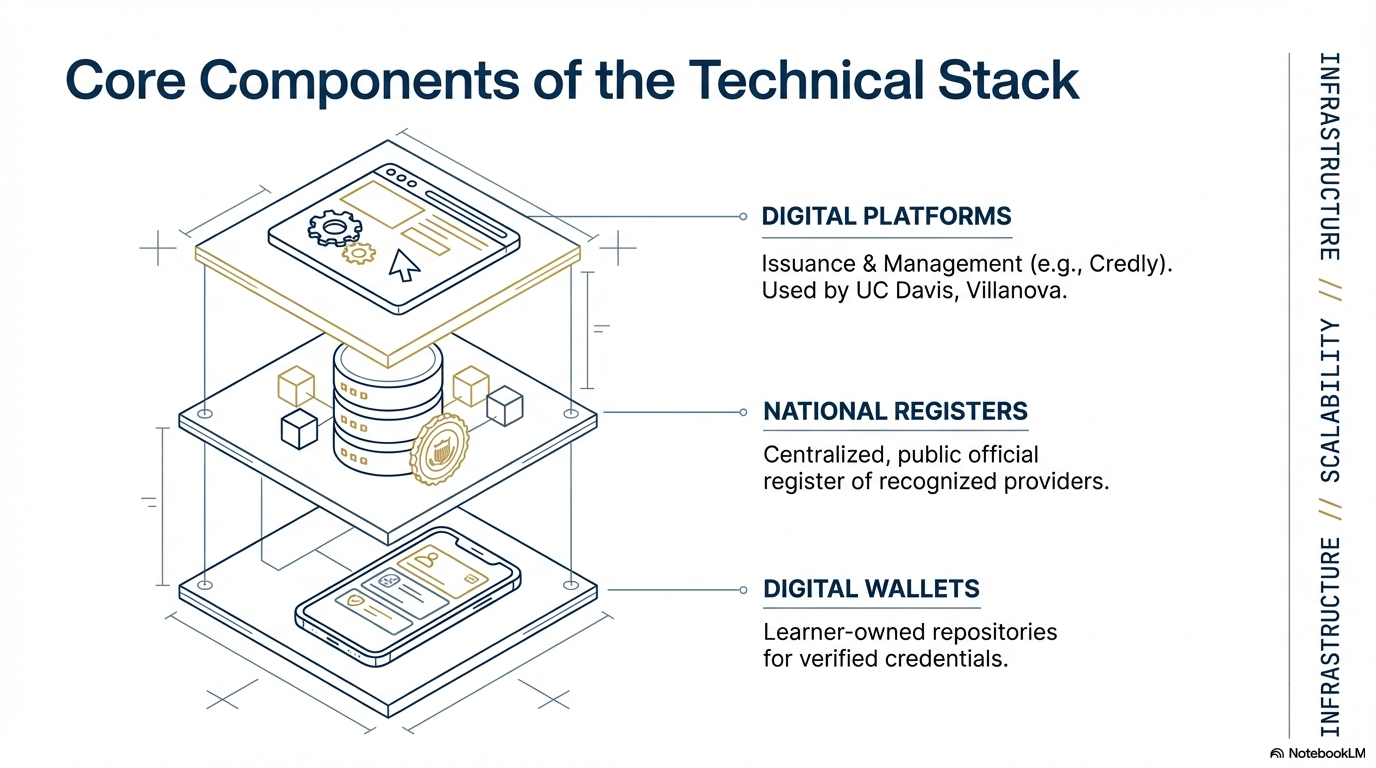 Core Components of the Technical Stack
DIGITAL PLATFORMS
Issuance & Management (e.g., Credly).
Used by UC Davis, Villanova.
NATIONAL REGISTERS
Centralized, public official
register of recognized providers.
DIGITAL WALLETS
Learner-owned repositories
for verified credentials.
INFRASTRUCTURE // SCALABILITY // INFRASTRUCTURE
NotebookLM